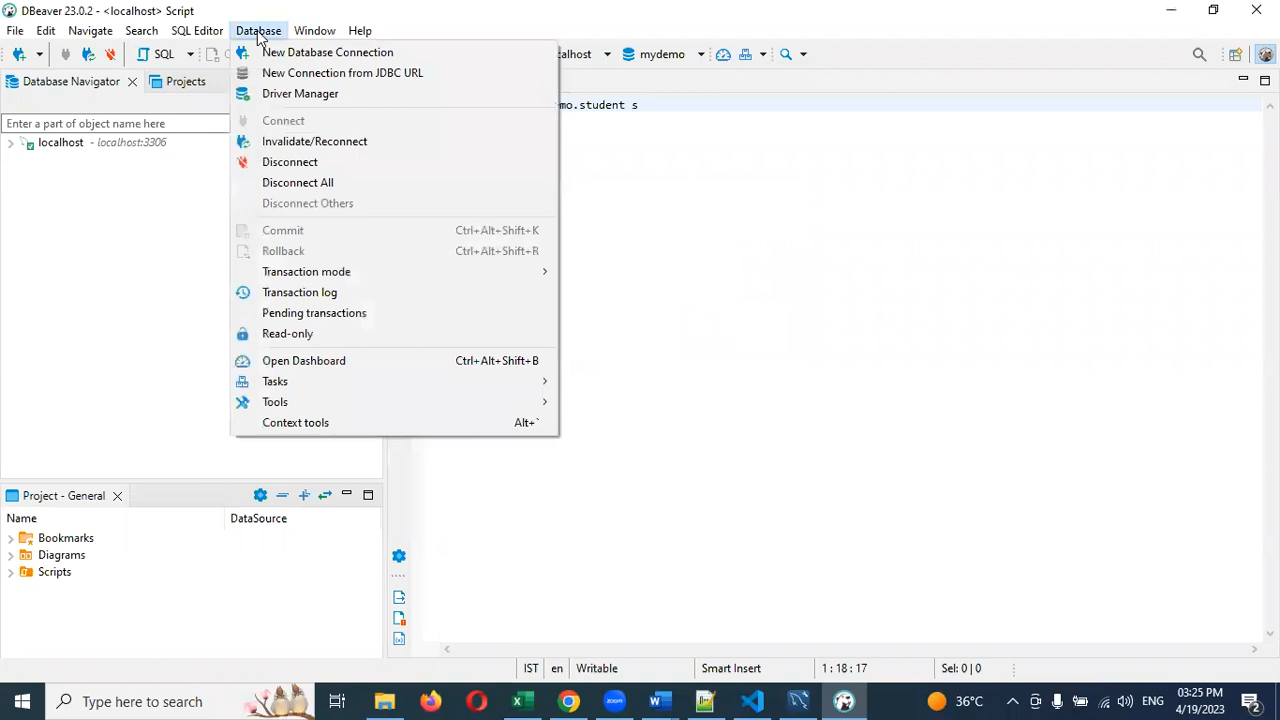 DBeaver 23.0.2 - <localhost> Script
File Edit Navigate Search SQL Editor Database Window Help
SQL
alhost mydemo
Database Navigator Projects
Enter a part of object name here
localhost - localhost:3306
New Database Connection
New Connection from JDBC URL
Driver Manager
Connect
Invalidate/Reconnect
Disconnect
Disconnect All
Disconnect Others
Commit Ctrl+Alt+Shift+K
Rollback Ctrl+Alt+Shift+R
Transaction mode
Transaction log
Pending transactions
Read-only
Open Dashboard Ctrl+Alt+Shift+B
Tasks
Tools
Context tools Alt+`
mo.student s
Project - General
Name DataSource
Bookmarks
Diagrams
Scripts
IST en Writable Smart Insert 1 : 18 : 17 Sel: 0 | 0
Type here to search
36°C ENG
03:25 PM
4/19/2023
2